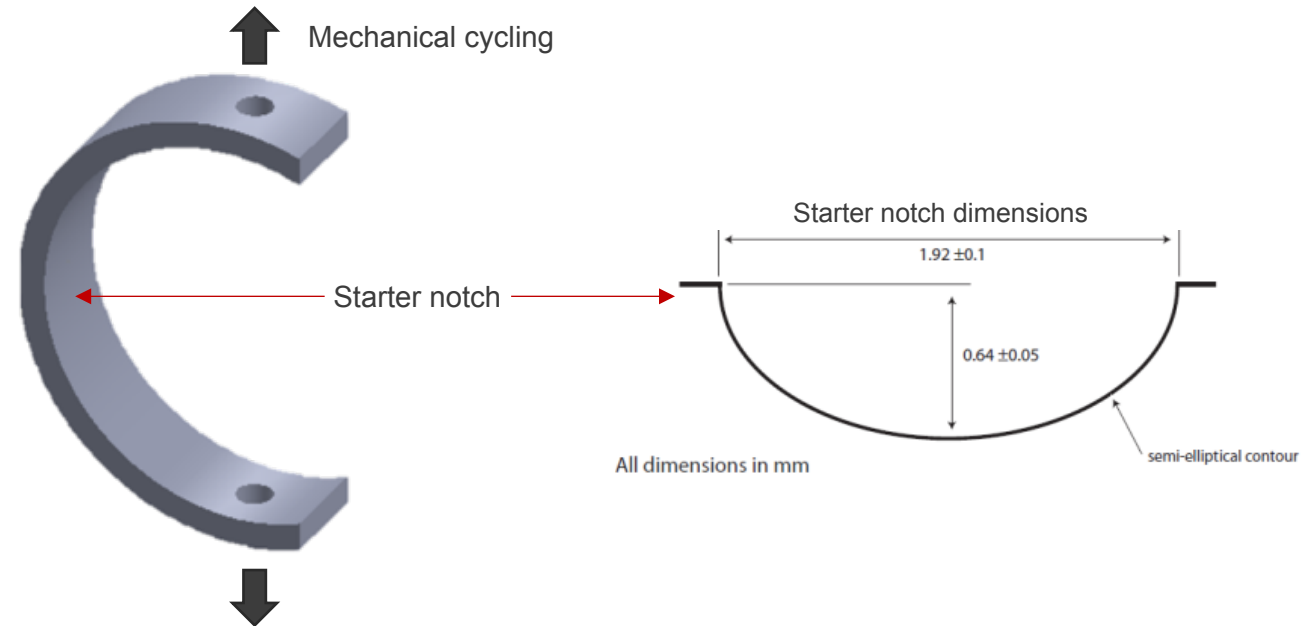 Mechanical cycling
Starter notch dimensions
1.92 ±0.1
Starter notch
0.64 ±0.05
semi-elliptical contour
All dimensions in mm